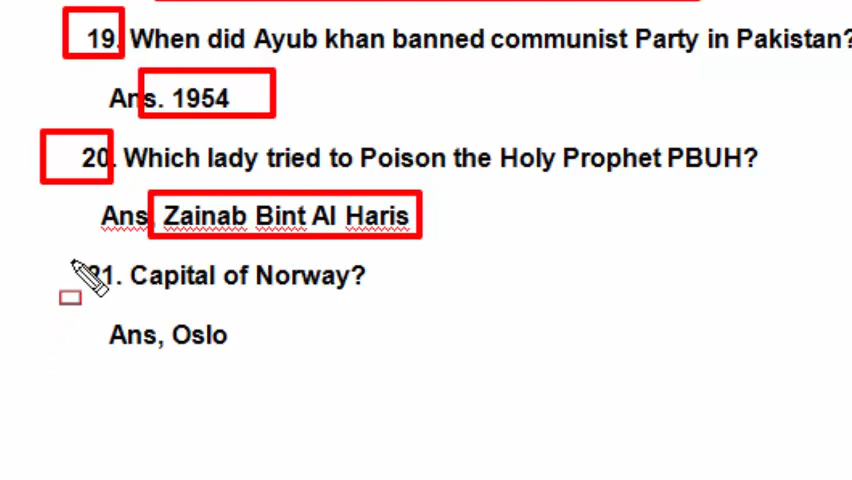 19. When did Ayub khan banned communist Party in Pakistan?
Ans. 1954
20. Which lady tried to Poison the Holy Prophet PBUH?
Ans, Zainab Bint Al Haris
21. Capital of Norway?
Ans, Oslo